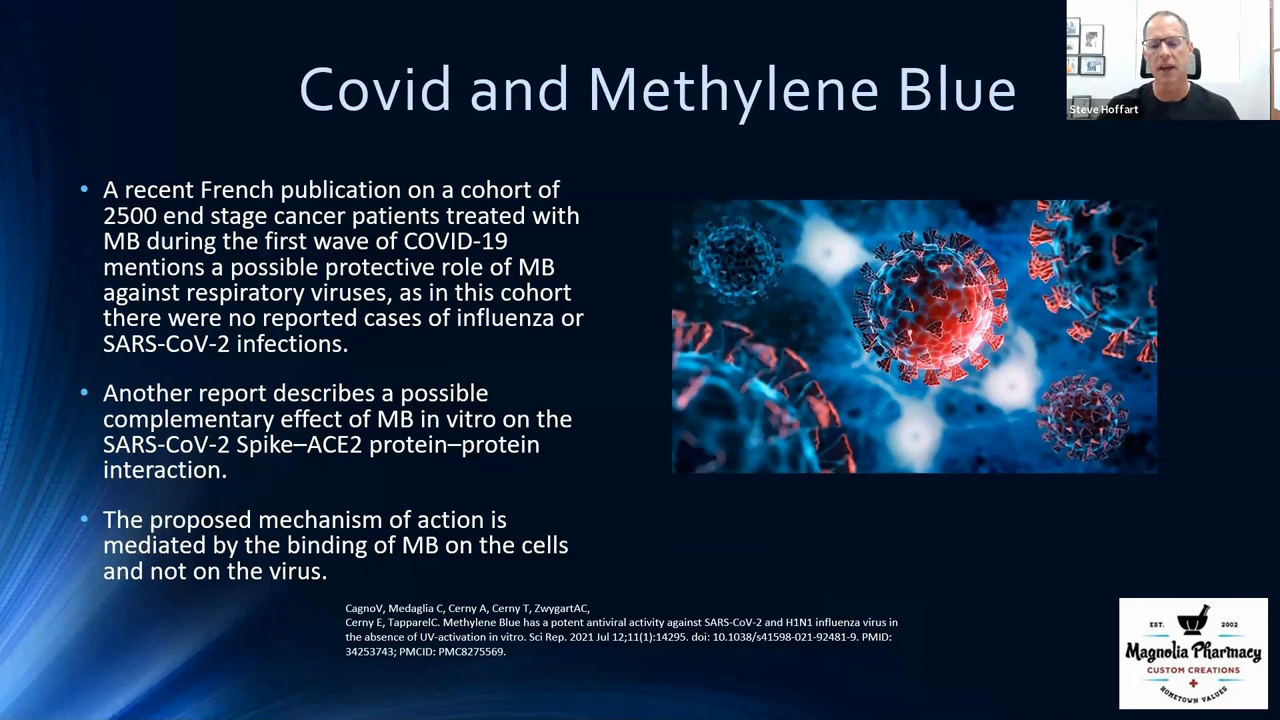 Covid and Methylene Blue
Steve Hoffart
• A recent French publication on a cohort of
2500 end stage cancer patients treated with
MB during the first wave of COVID-19
mentions a possible protective role of MB
against respiratory viruses, as in this cohort
there were no reported cases of influenza or
SARS-CoV-2 infections.
• Another report describes a possible
complementary effect of MB in vitro on the
SARS-CoV-2 Spike–ACE2 protein–protein
interaction.
• The proposed mechanism of action is
mediated by the binding of MB on the cells
and not on the virus.
CagnoV, Medaglia C, Cerny A, Cerny T, ZwygartAC,
Cerny E, TapparelC. Methylene Blue has a potent antiviral activity against SARS-CoV-2 and H1N1 influenza virus in
the absence of UV-activation in vitro. Sci Rep. 2021 Jul 12;11(1):14295. doi: 10.1038/s41598-021-92481-9. PMID:
34253743; PMCID: PMC8275569.
EST. 2002
Magnolia Pharmacy
CUSTOM CREATIONS
HOMETOWN VALUES